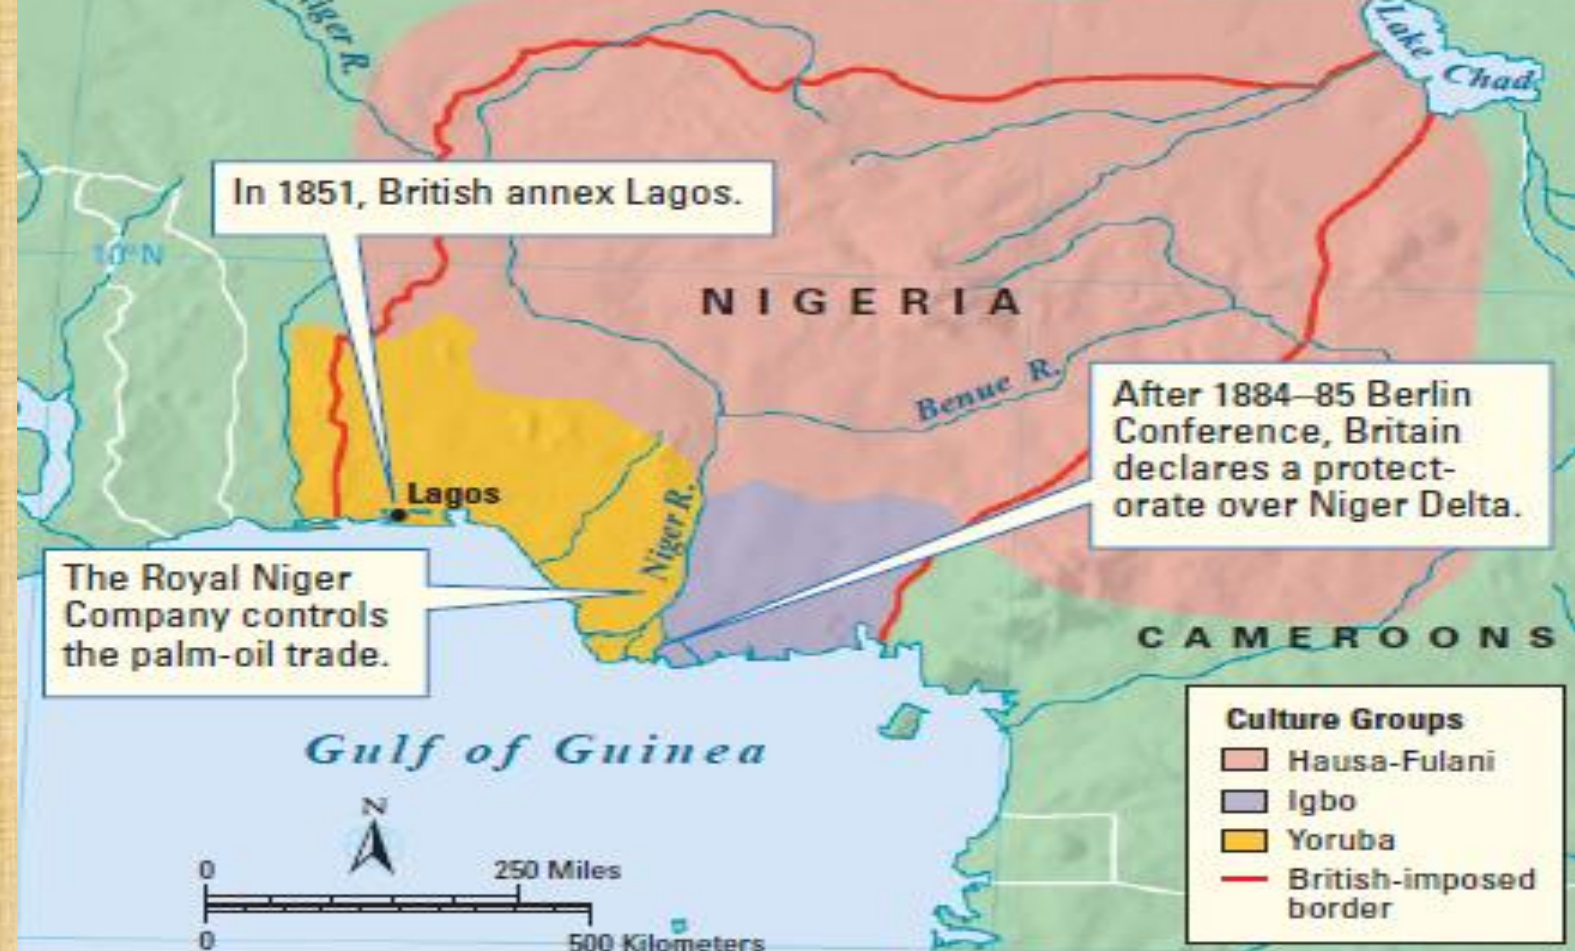 Niger R.
Lake
Chad
In 1851, British annex Lagos.
10°N
NIGERIA
Benue R.
After 1884–85 Berlin
Conference, Britain
declares a protect-
orate over Niger Delta.
Lagos
Niger R.
The Royal Niger
Company controls
the palm-oil trade.
CAMEROONS
Gulf of Guinea
Culture Groups
Hausa-Fulani
Igbo
Yoruba
British-imposed
border
N
0 250 Miles
0 500 Kilometers